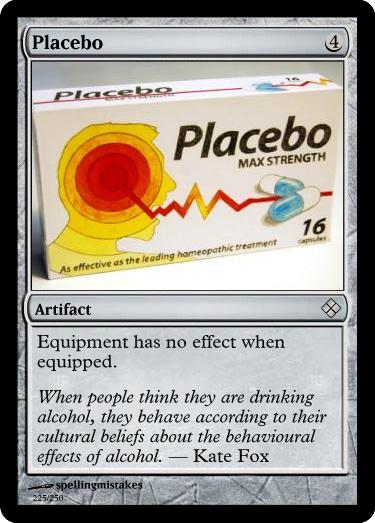 Placebo 4
Placebo 16
MAX STRENGTH
Placebo
MAX STRENGTH
16
capsules
As effective as the leading homeopathic treatment
Artifact
Equipment has no effect when
equipped.
When people think they are drinking
alcohol, they behave according to their
cultural beliefs about the behavioural
effects of alcohol. — Kate Fox
spellingmistakes
225/250